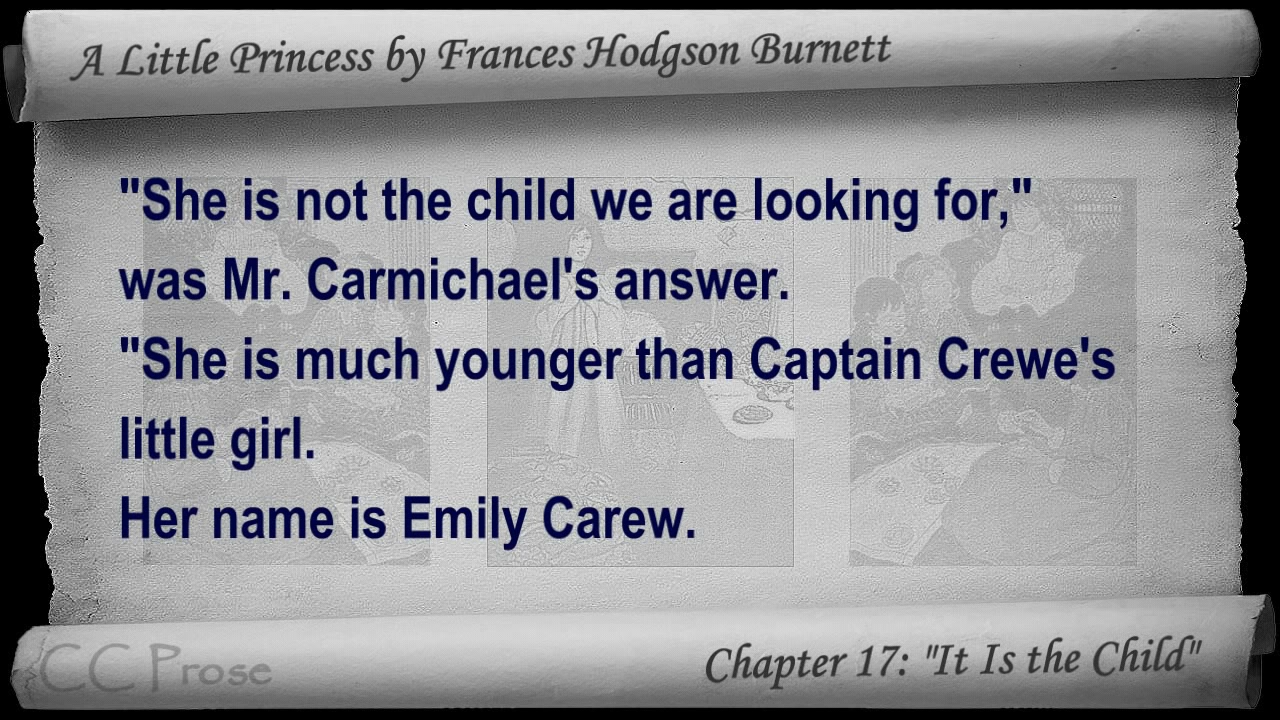 A Little Princess by Frances Hodgson Burnett
"She is not the child we are looking for,"
was Mr. Carmichael's answer.
"She is much younger than Captain Crewe's
little girl.
Her name is Emily Carew.
CC Prose
Chapter 17: "It Is the Child"